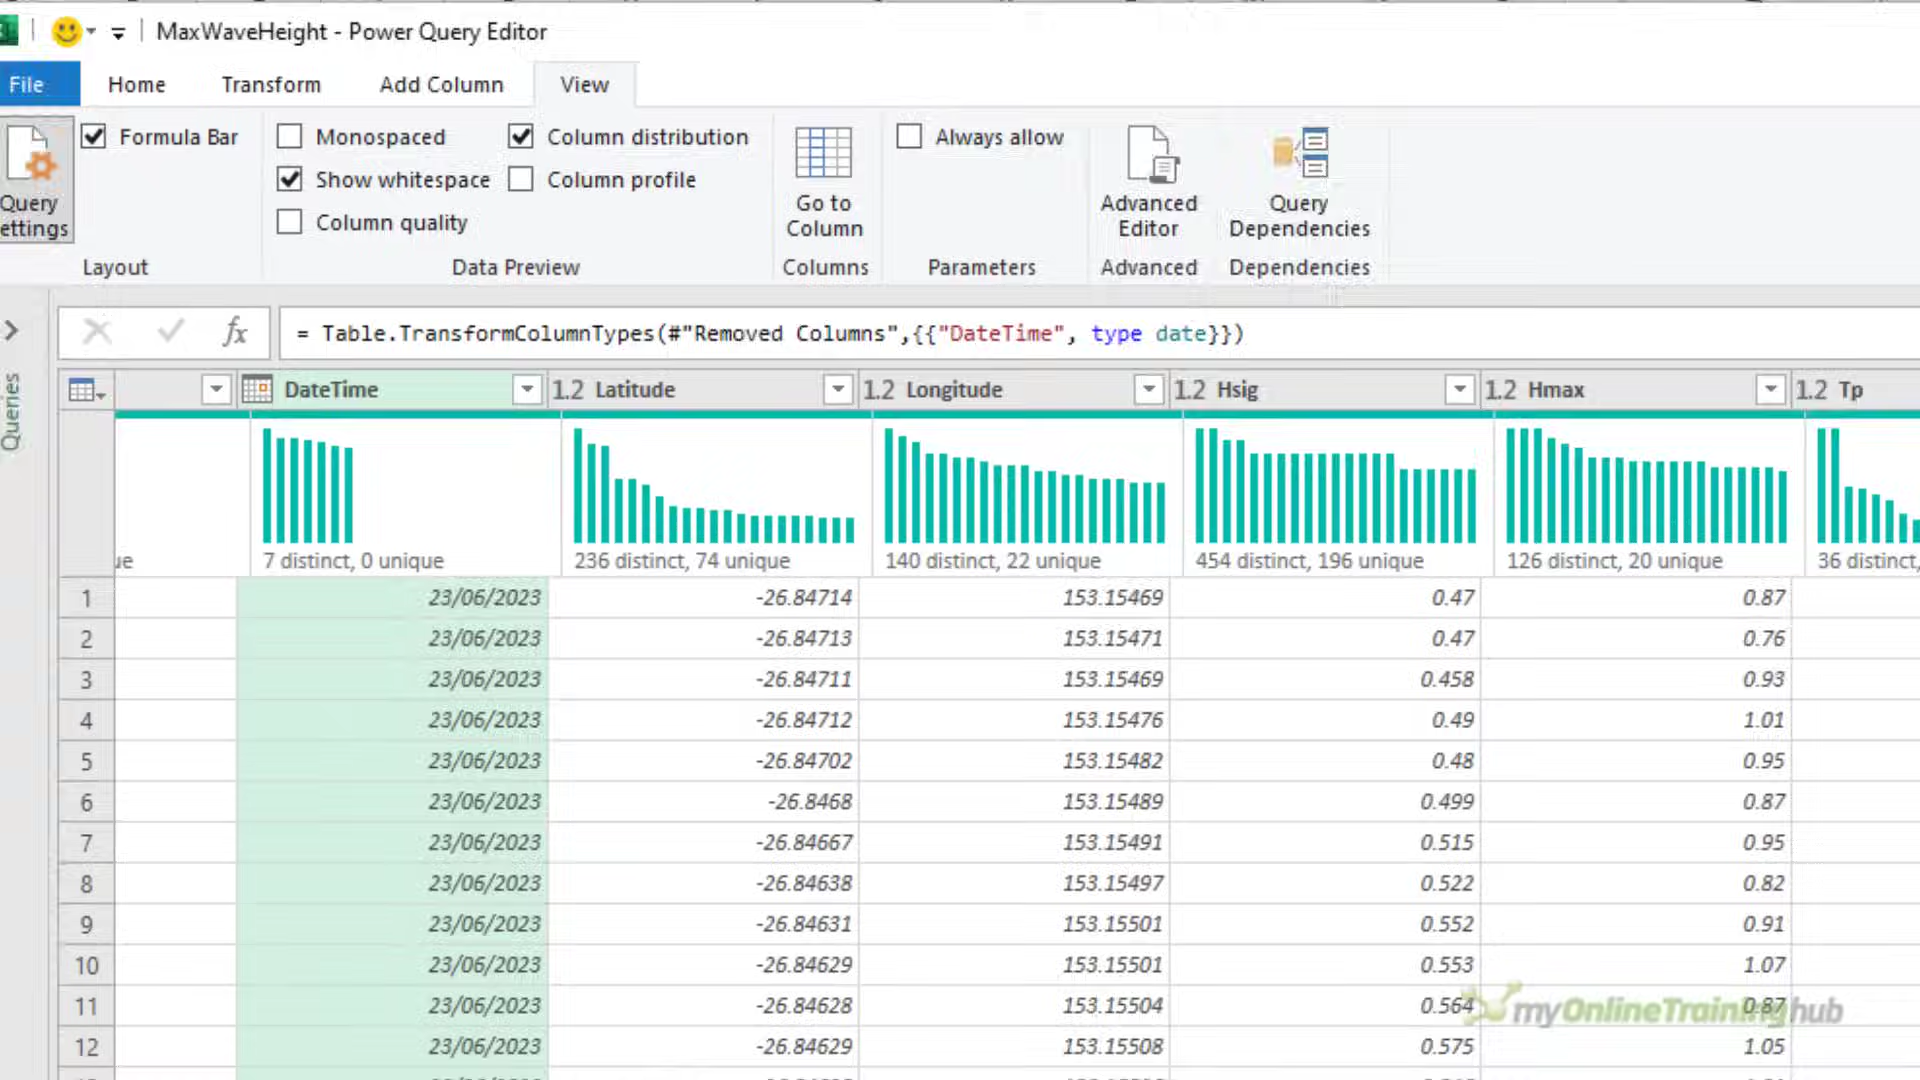 MaxWaveHeight - Power Query Editor
File Home Transform Add Column View
Formula Bar Monospaced Column distribution Always allow
Show whitespace Column profile
Column quality
Query
ettings
Go to
Column
Advanced
Editor
Query
Dependencies
Layout Data Preview Columns Parameters Advanced Dependencies
fx = Table.TransformColumnTypes(#"Removed Columns",{{"DateTime", type date}})
Queries
DateTime 1.2 Latitude 1.2 Longitude 1.2 Hsig 1.2 Hmax 1.2 Tp
ue 7 distinct, 0 unique 236 distinct, 74 unique 140 distinct, 22 unique 454 distinct, 196 unique 126 distinct, 20 unique 36 distinct,
1 23/06/2023 -26.84714 153.15469 0.47 0.87
2 23/06/2023 -26.84713 153.15471 0.47 0.76
3 23/06/2023 -26.84711 153.15469 0.458 0.93
4 23/06/2023 -26.84712 153.15476 0.49 1.01
5 23/06/2023 -26.84702 153.15482 0.48 0.95
6 23/06/2023 -26.8468 153.15489 0.499 0.87
7 23/06/2023 -26.84667 153.15491 0.515 0.95
8 23/06/2023 -26.84638 153.15497 0.522 0.82
9 23/06/2023 -26.84631 153.15501 0.552 0.91
10 23/06/2023 -26.84629 153.15501 0.553 1.07
11 23/06/2023 -26.84628 153.15504 0.564 0.87
myOnlineTraininghub
12 23/06/2023 -26.84629 153.15508 0.575 1.05